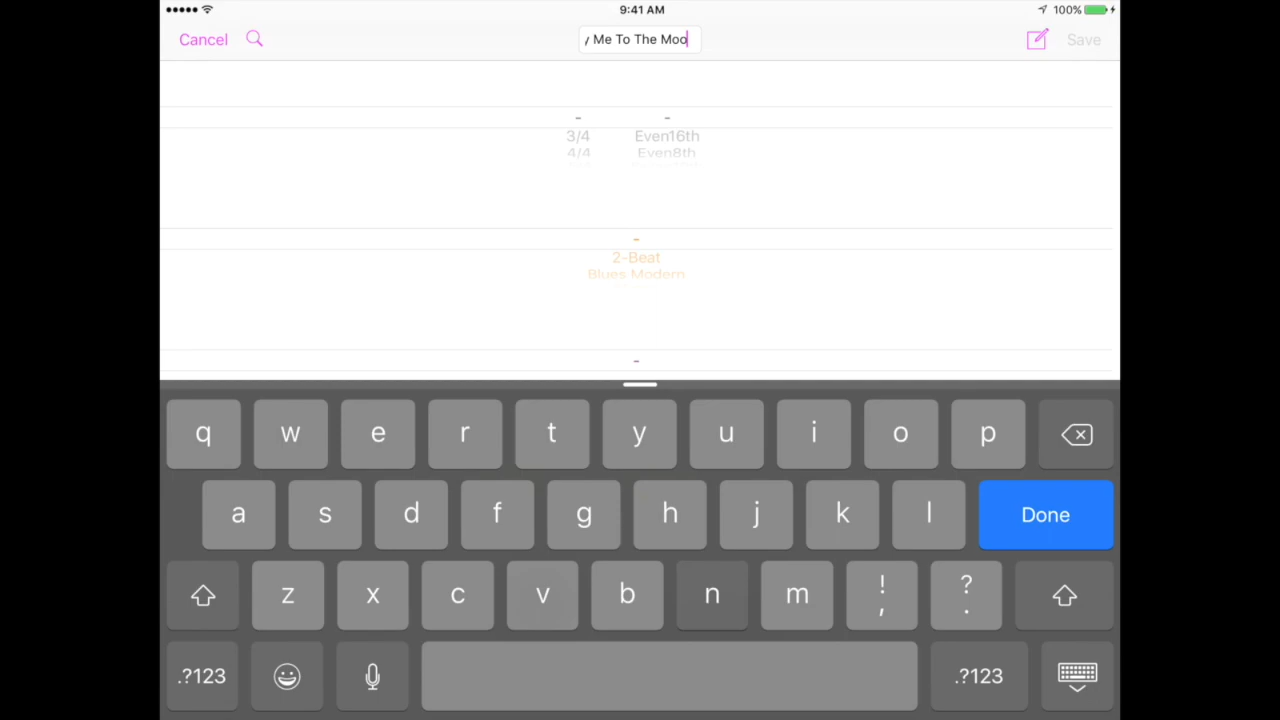 9:41 AM
100%
Cancel
y Me To The Moo
Save
- -
3/4 Even16th
4/4 Even8th
-
2-Beat
Blues Modern
-
q w e r t y u i o p
a s d f g h j k l Done
z x c v b n m ! , ? .
.?123 .?123